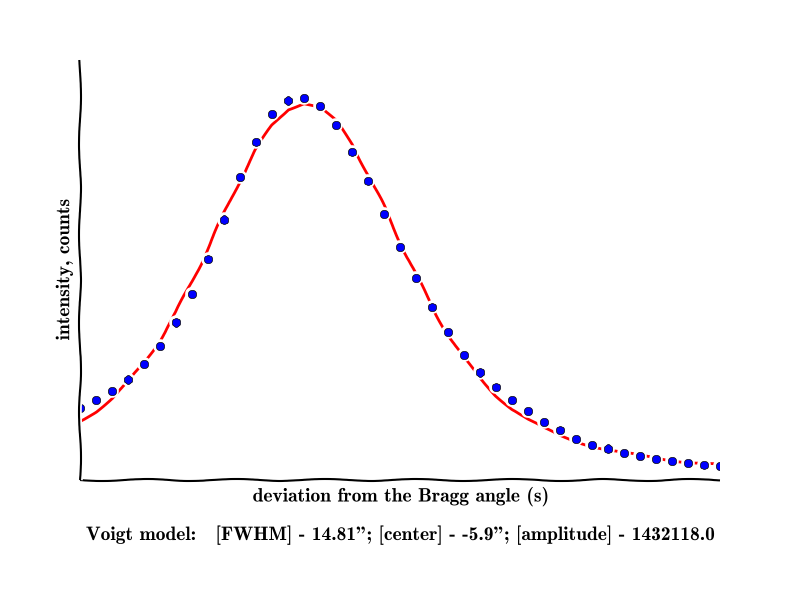 intensity, counts
deviation from the Bragg angle (s)
Voigt model: [FWHM] - 14.81”; [center] - -5.9”; [amplitude] - 1432118.0